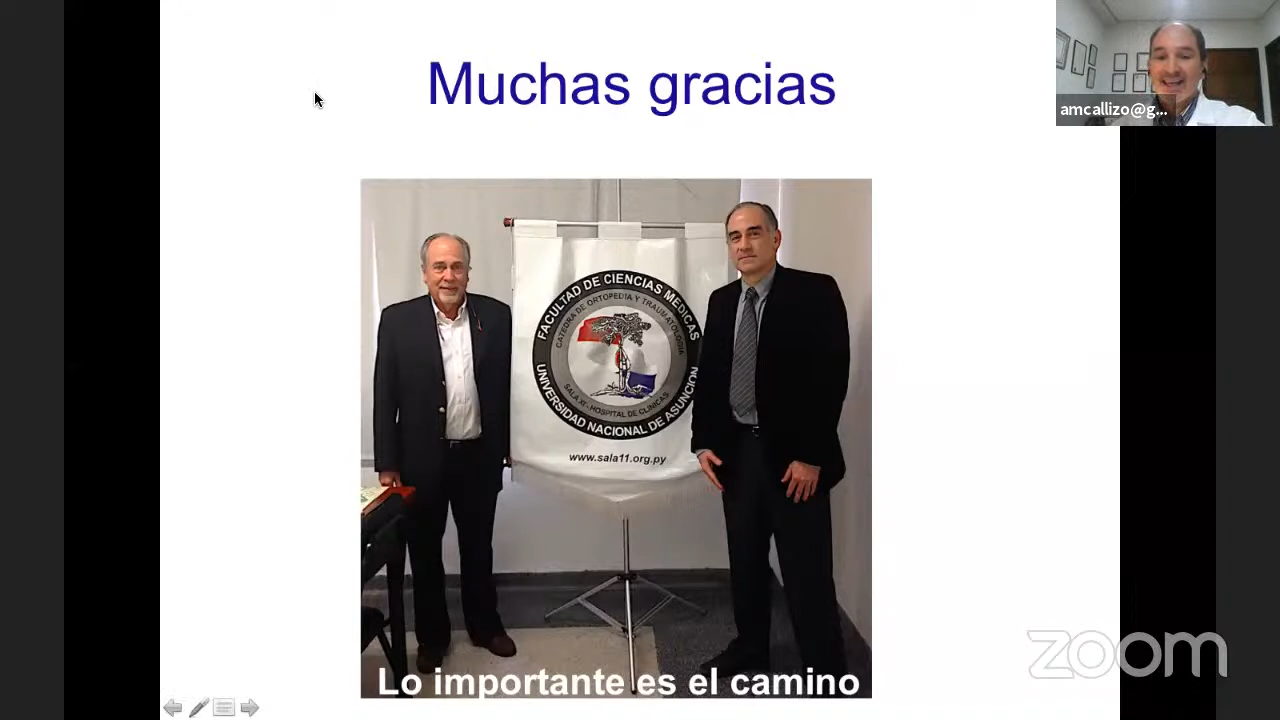 Muchas gracias
amcallizo@g...
FACULTAD DE CIENCIAS MEDICAS
CATEDRA DE ORTOPEDIA Y TRAUMATOLOGIA
SALA XI - HOSPITAL DE CLINICAS
UNIVERSIDAD NACIONAL DE ASUNCION
www.sala11.org.py
Lo importante es el camino
zoom